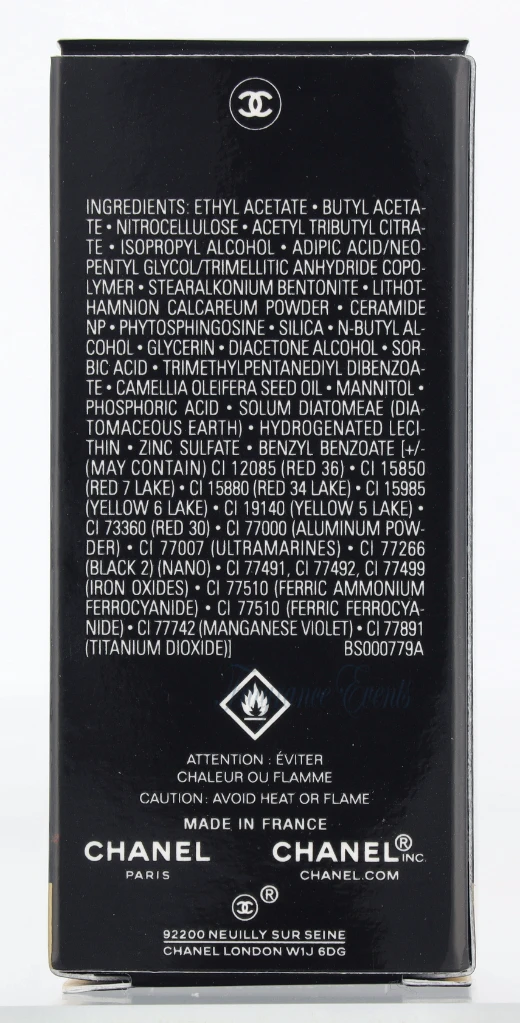 INGREDIENTS: ETHYL ACETATE • BUTYL ACETA-
TE • NITROCELLULOSE • ACETYL TRIBUTYL CITRA-
TE • ISOPROPYL ALCOHOL • ADIPIC ACID/NEO-
PENTYL GLYCOL/TRIMELLITIC ANHYDRIDE COPO-
LYMER • STEARALKONIUM BENTONITE • LITHOT-
HAMNION CALCAREUM POWDER • CERAMIDE
NP • PHYTOSPHINGOSINE • SILICA • N-BUTYL AL-
COHOL • GLYCERIN • DIACETONE ALCOHOL • SOR-
BIC ACID • TRIMETHYLPENTANEDIYL DIBENZOA-
TE • CAMELLIA OLEIFERA SEED OIL • MANNITOL •
PHOSPHORIC ACID • SOLUM DIATOMEAE (DIA-
TOMACEOUS EARTH) • HYDROGENATED LECI-
THIN • ZINC SULFATE • BENZYL BENZOATE [+/-
(MAY CONTAIN) CI 12085 (RED 36) • CI 15850
(RED 7 LAKE) • CI 15880 (RED 34 LAKE) • CI 15985
(YELLOW 6 LAKE) • CI 19140 (YELLOW 5 LAKE) •
CI 73360 (RED 30) • CI 77000 (ALUMINUM POW-
DER) • CI 77007 (ULTRAMARINES) • CI 77266
(BLACK 2) (NANO) • CI 77491, CI 77492, CI 77499
(IRON OXIDES) • CI 77510 (FERRIC AMMONIUM
FERROCYANIDE) • CI 77510 (FERRIC FERROCYA-
NIDE) • CI 77742 (MANGANESE VIOLET) • CI 77891
(TITANIUM DIOXIDE)] BS000779A
Events
ATTENTION : ÉVITER
CHALEUR OU FLAMME
CAUTION: AVOID HEAT OR FLAME
MADE IN FRANCE
CHANEL CHANEL® INC.
PARIS CHANEL.COM
®
92200 NEUILLY SUR SEINE
CHANEL LONDON W1J 6DG